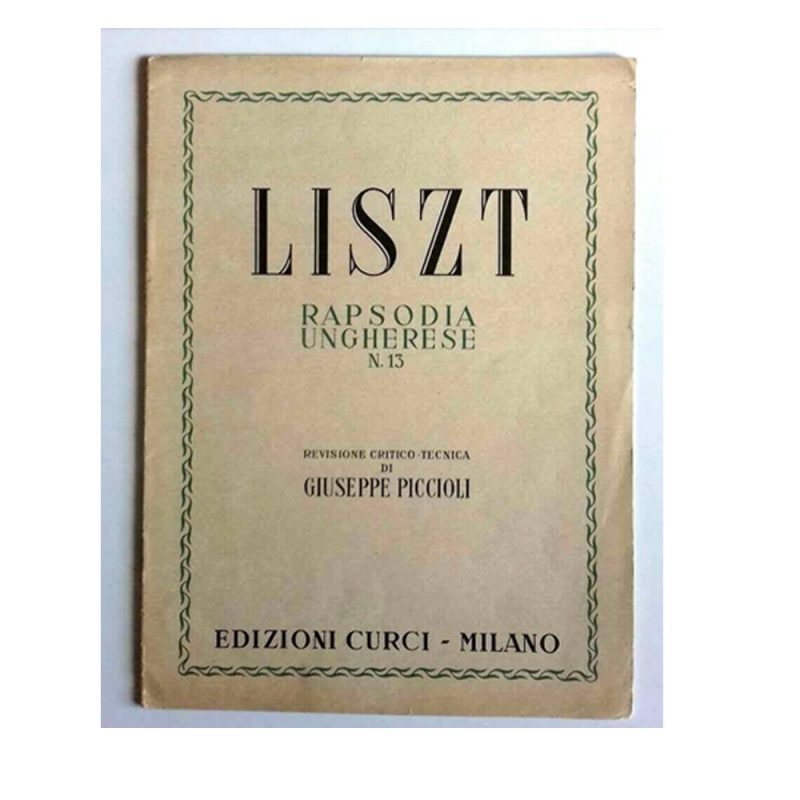 LISZT
RAPSODIA
UNGHERESE
N. 13
REVISIONE CRITICO-TECNICA
DI
GIUSEPPE PICCIOLI
EDIZIONI CURCI - MILANO